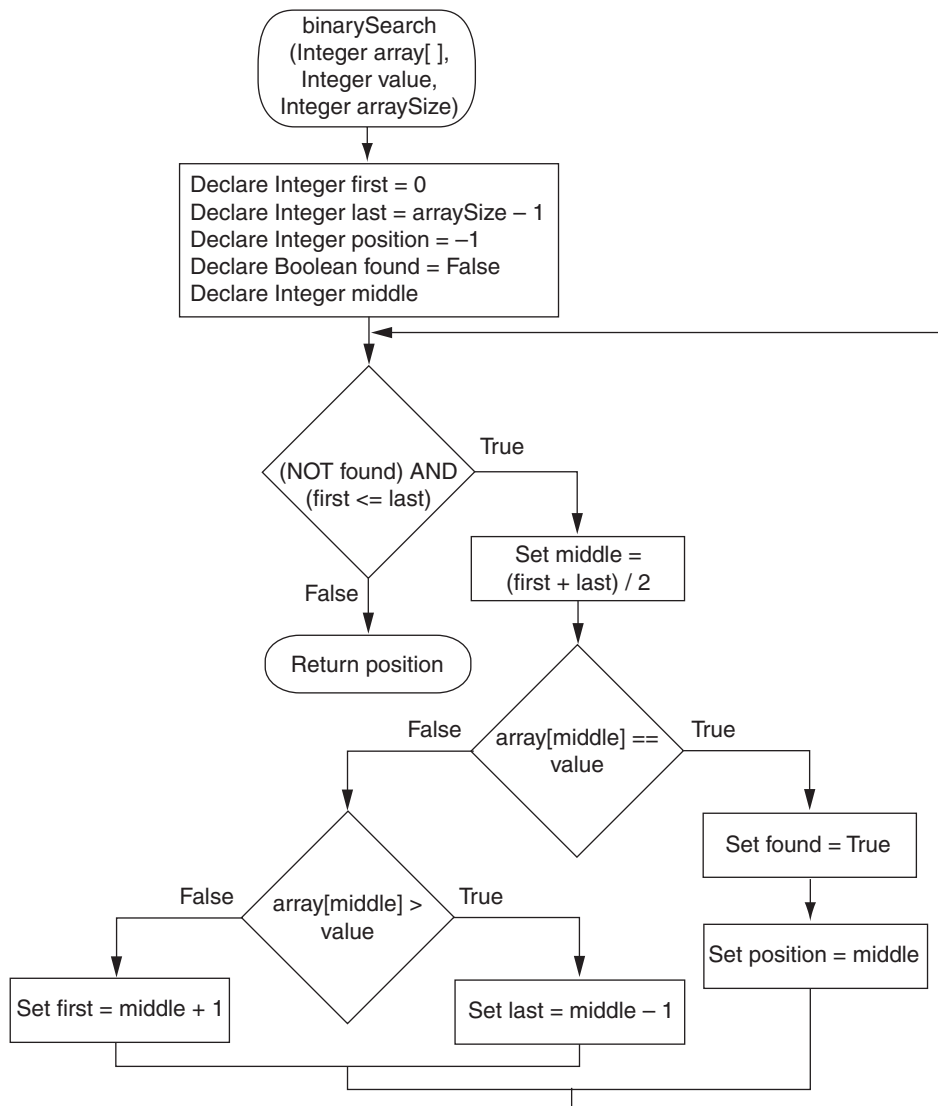 binarySearch
(Integer array[ ],
Integer value,
Integer arraySize)
Declare Integer first = 0
Declare Integer last = arraySize – 1
Declare Integer position = –1
Declare Boolean found = False
Declare Integer middle
True
(NOT found) AND
(first <= last)
Set middle =
(first + last) / 2
False
Return position
False
True
array[middle] ==
value
Set found = True
False
True
array[middle] >
value
Set position = middle
Set first = middle + 1
Set last = middle – 1